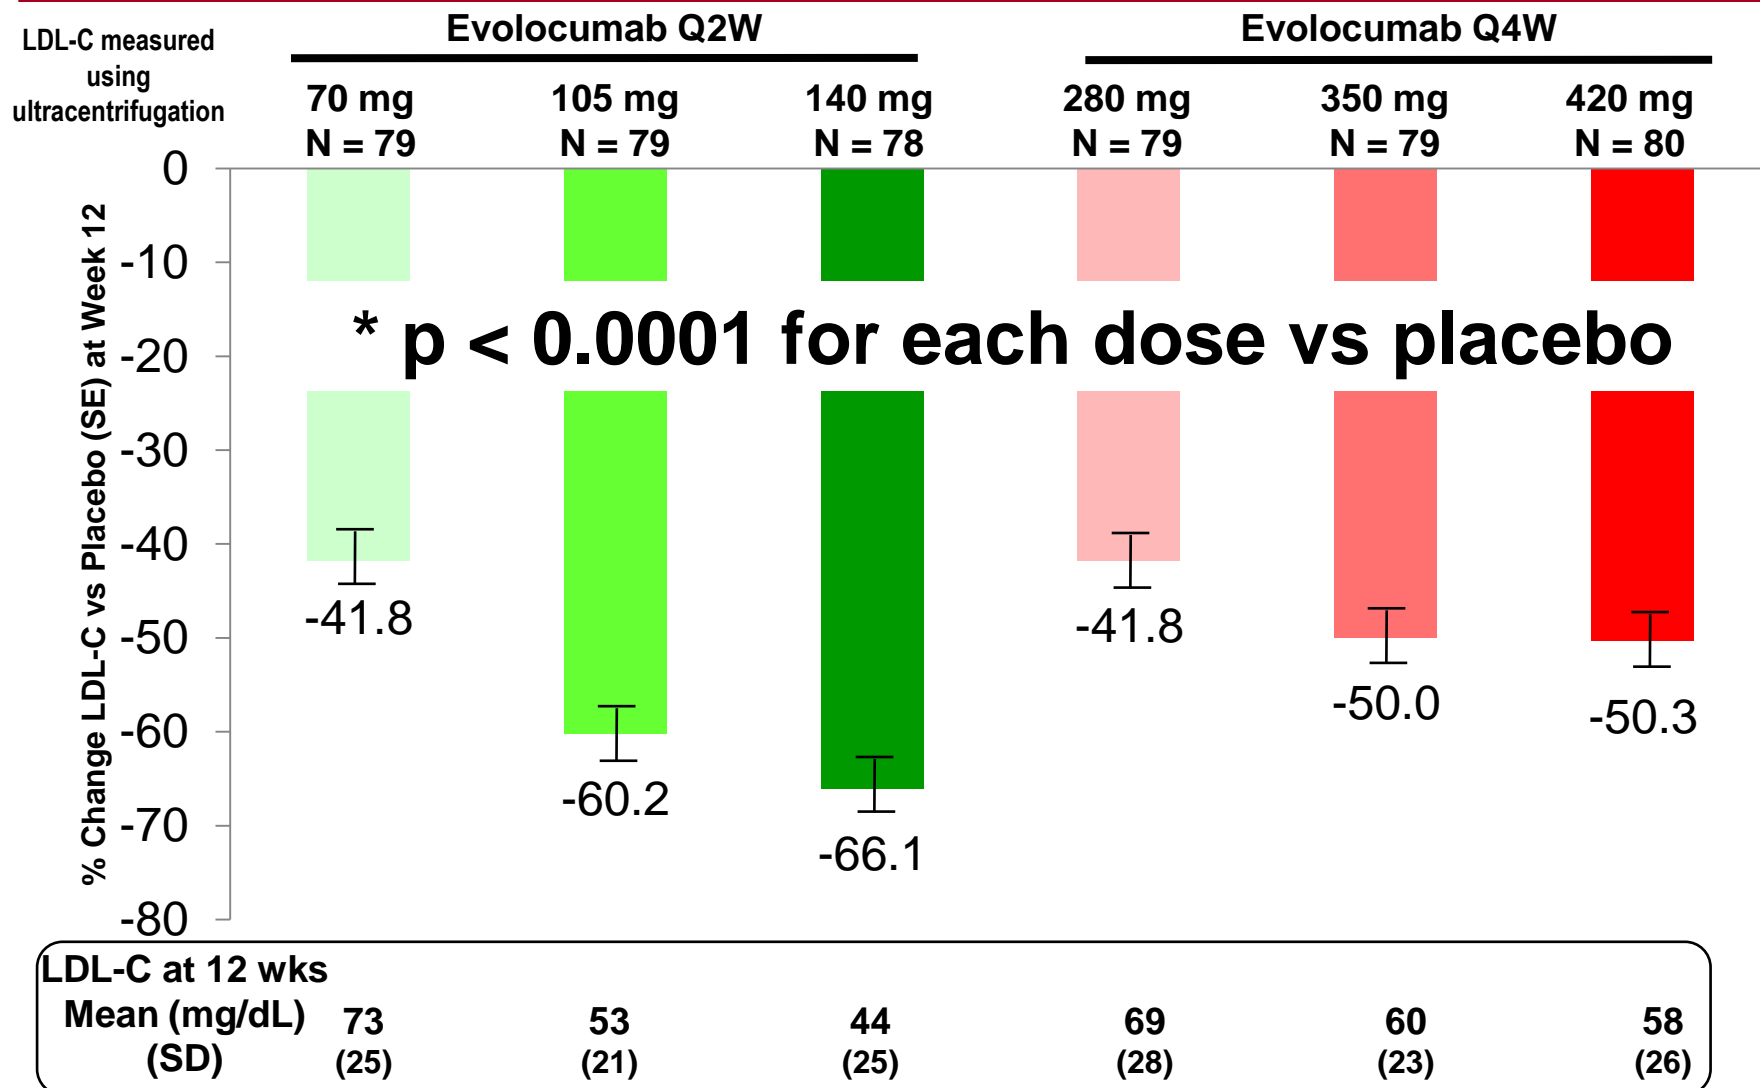 LDL-C measured
using
ultracentrifugation
Evolocumab Q2W
Evolocumab Q4W
70 mg
N = 79
105 mg
N = 79
140 mg
N = 78
280 mg
N = 79
350 mg
N = 79
420 mg
N = 80
% Change LDL-C vs Placebo (SE) at Week 12
0
-10
-20
-30
-40
-50
-60
-70
-80
* p < 0.0001 for each dose vs placebo
-41.8
-60.2
-66.1
-41.8
-50.0
-50.3
LDL-C at 12 wks
Mean (mg/dL) 73 53 44 69 60 58
(SD) (25) (21) (25) (28) (23) (26)